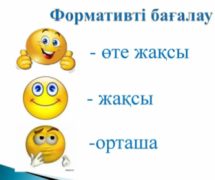 Формативті бағалау
- өте жақсы
- жақсы
-орташа